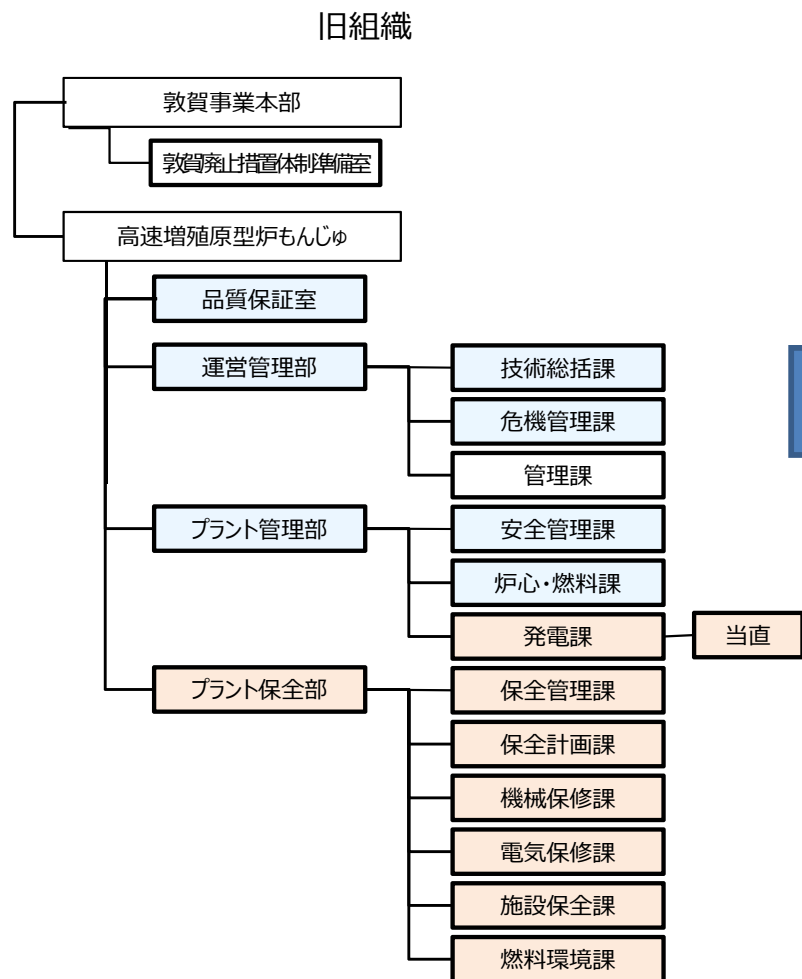 旧組織
敦賀事業本部
敦賀廃止措置体制準備室
高速増殖原型炉もんじゅ
品質保証室
運営管理部
技術総括課
危機管理課
管理課
プラント管理部
安全管理課
炉心・燃料課
発電課
当直
プラント保全部
保全管理課
保全計画課
機械保修課
電気保修課
施設保全課
燃料環境課